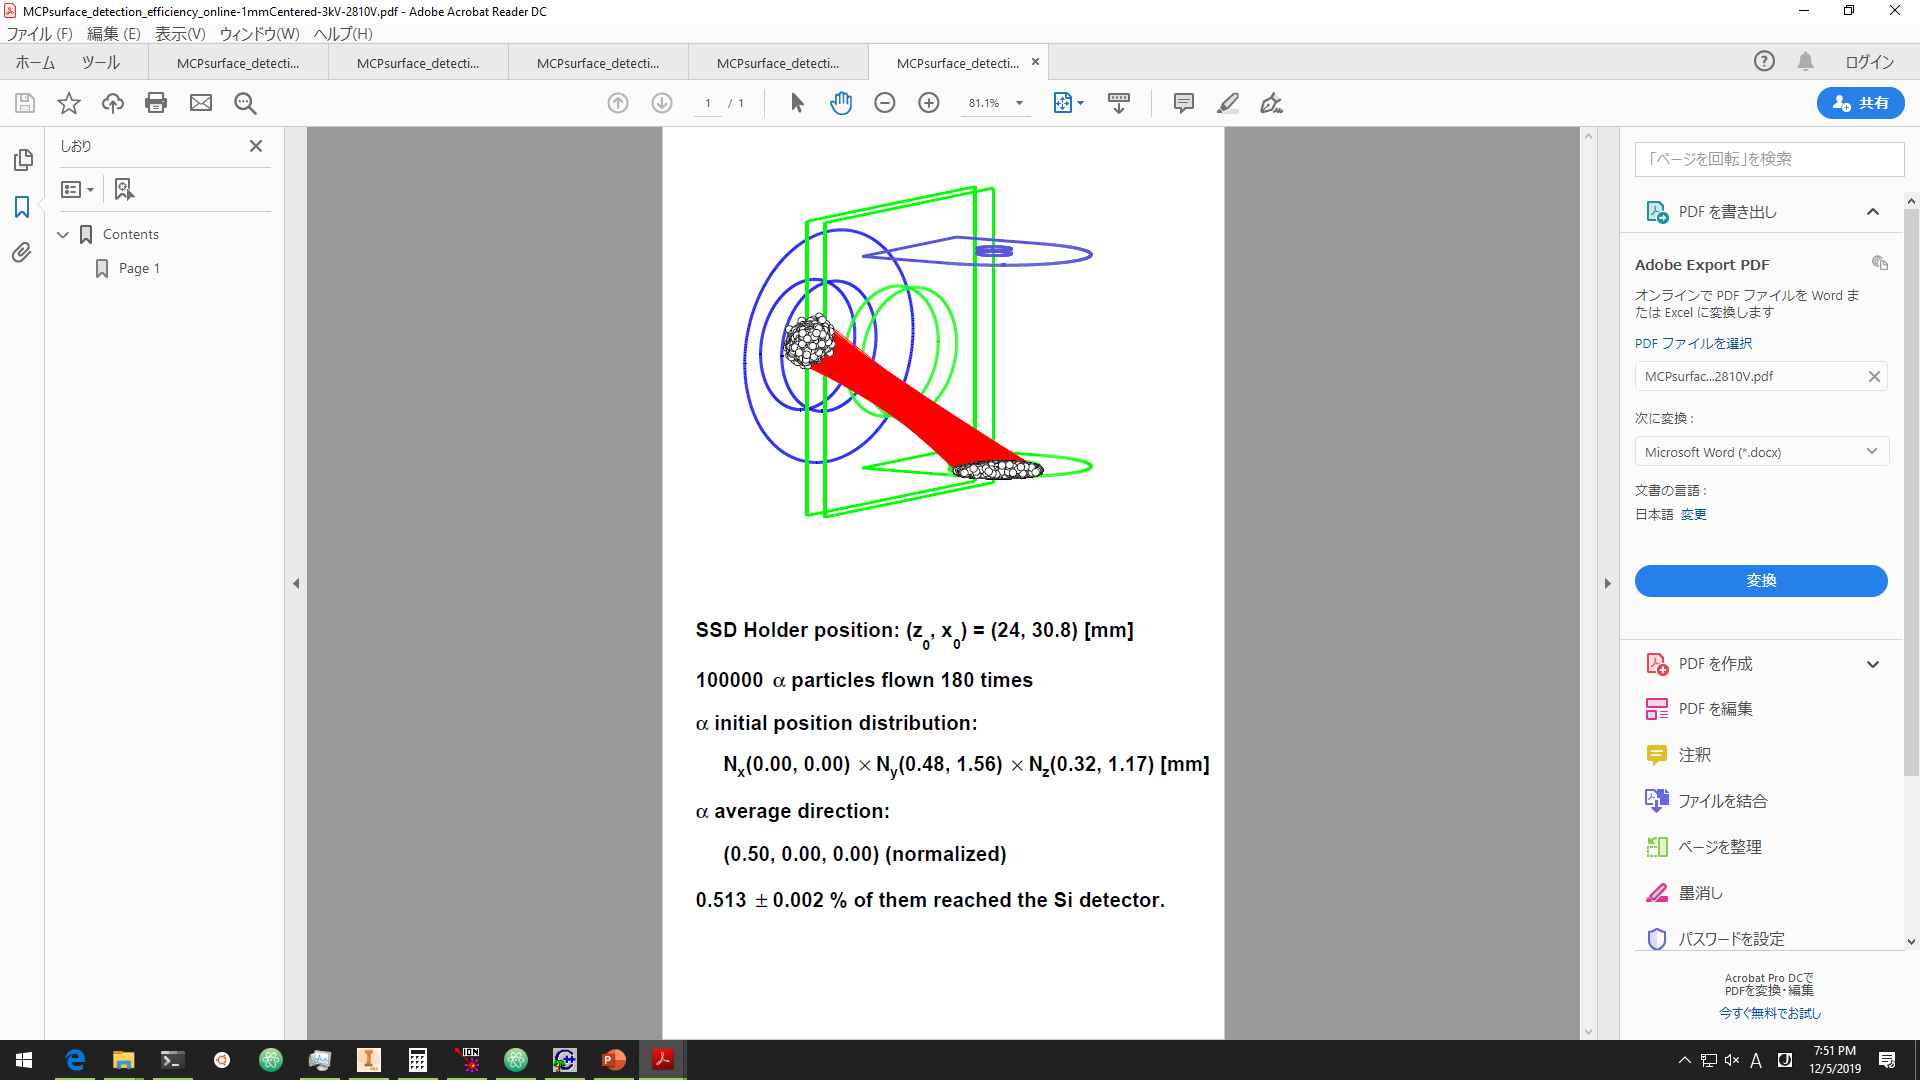 MCPsurface_detection_efficiency_online-1mmCentered-3kV-2810V.pdf - Adobe Acrobat Reader DC
ファイル (F) 編集 (E) 表示(V) ウィンドウ(W) ヘルプ(H)
ホーム ツール MCPsurface_detecti... MCPsurface_detecti... MCPsurface_detecti... MCPsurface_detecti... MCPsurface_detecti... ログイン
1 / 1 81.1% 共有
しおり
Contents
Page 1
SSD Holder position: (z0, x0) = (24, 30.8) [mm]
100000 α particles flown 180 times
α initial position distribution:
Nx(0.00, 0.00) × Ny(0.48, 1.56) × Nz(0.32, 1.17) [mm]
α average direction:
(0.50, 0.00, 0.00) (normalized)
0.513 ± 0.002 % of them reached the Si detector.
「ページを回転」を検索
PDF を書き出し
Adobe Export PDF
オンラインで PDF ファイルを Word ま
たは Excel に変換します
PDF ファイルを選択
MCPsurfac...2810V.pdf
次に変換 :
Microsoft Word (*.docx)
文書の言語 :
日本語 変更
変換
PDF を作成
PDF を編集
注釈
ファイルを結合
ページを整理
墨消し
パスワードを設定
Acrobat Pro DCで
PDFを変換・編集
今すぐ無料でお試し
ION
A
7:51 PM
12/5/2019